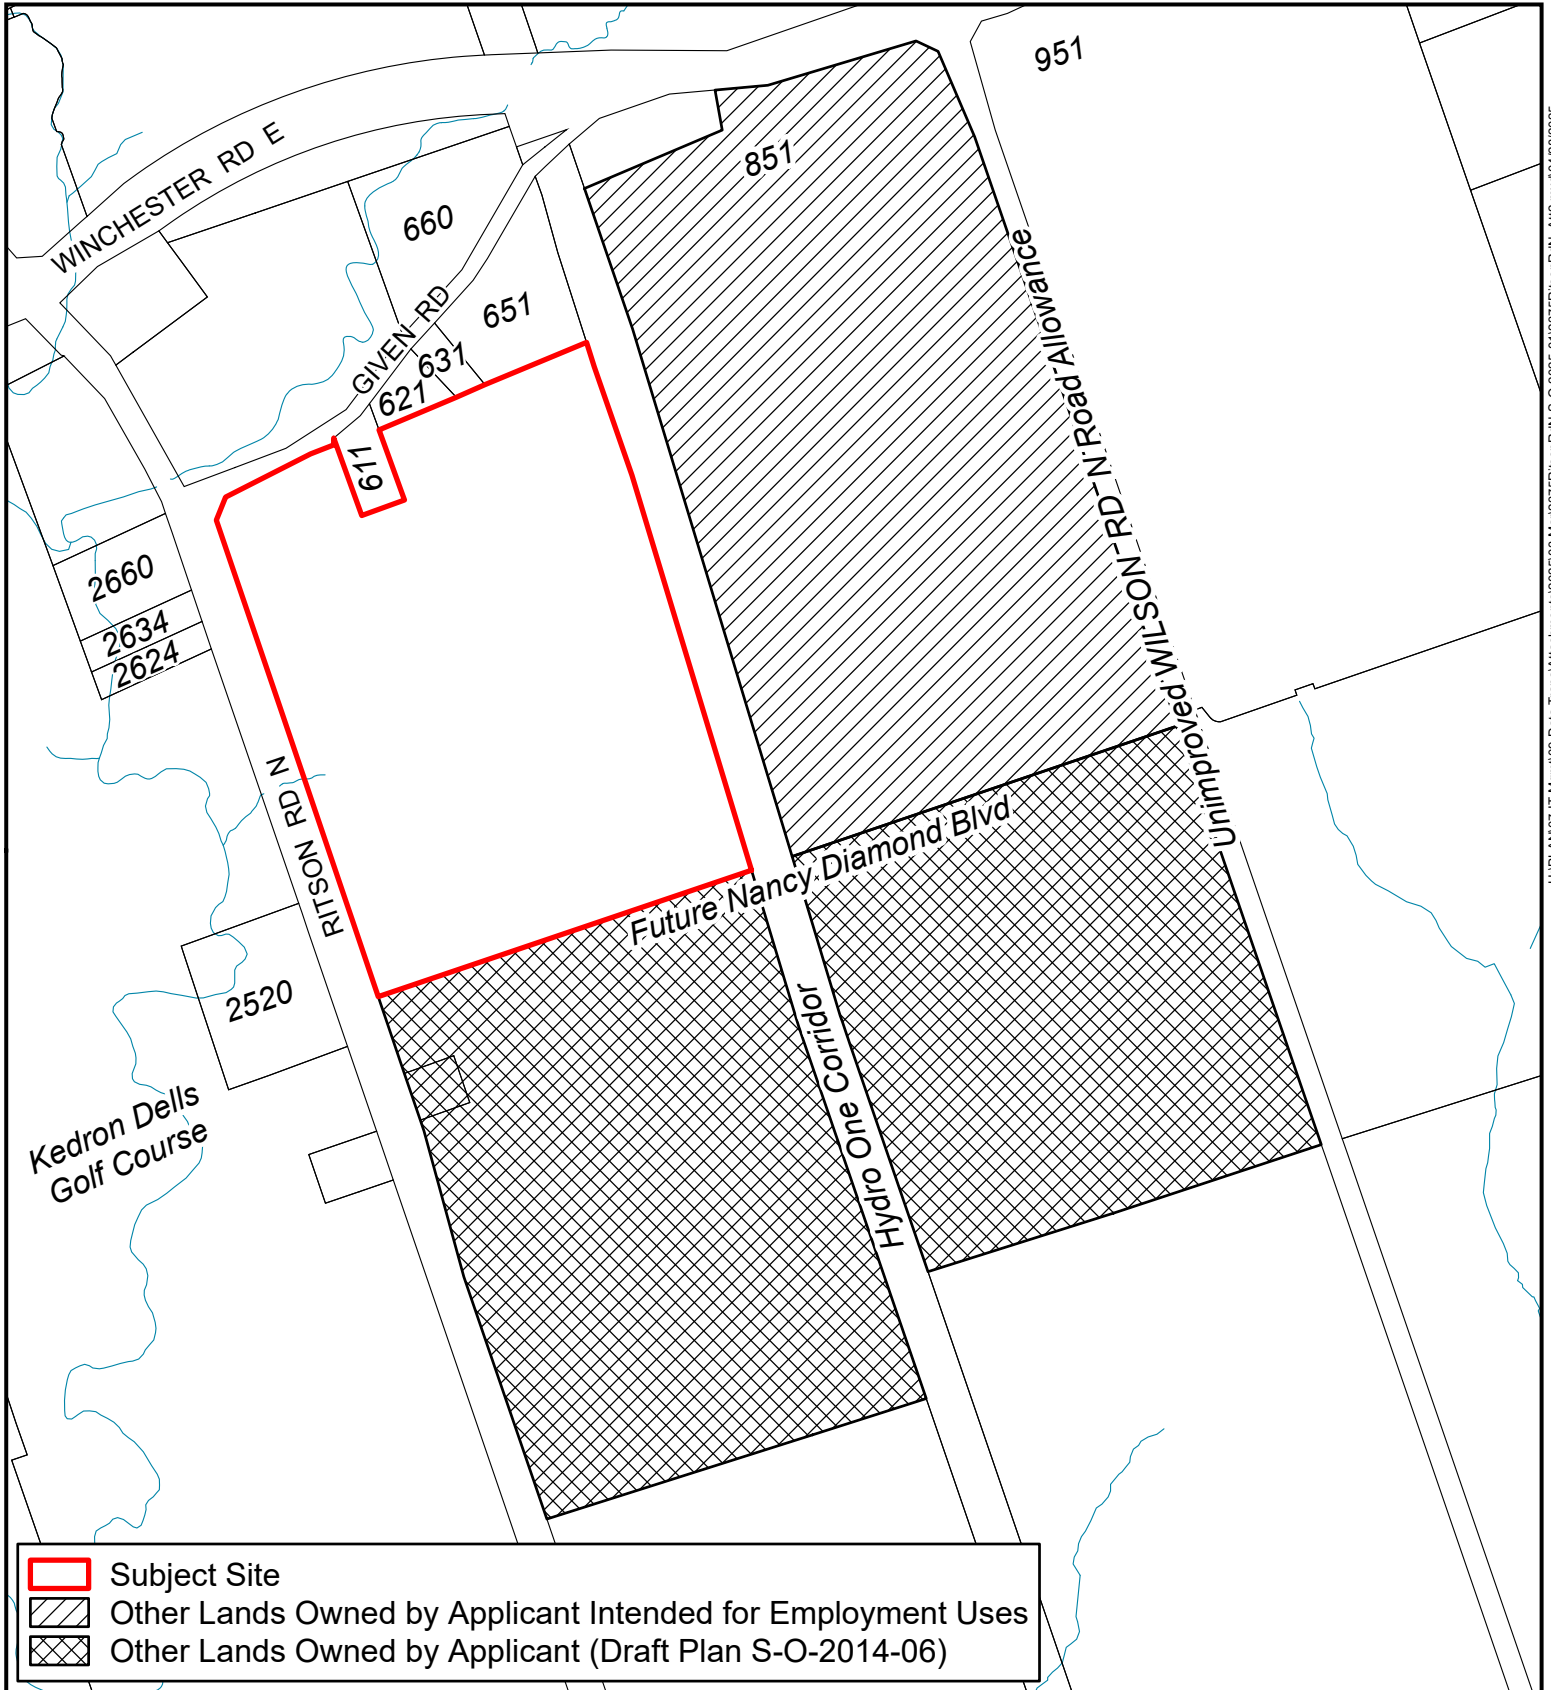 951
WINCHESTER RD E
851
660
651
GIVEN RD
631
621
611
Unimproved WILSON RD N Road Allowance
2660
2634
2624
RITSON RD N
Future Nancy Diamond Blvd
2520
Hydro One Corridor
Kedron Dells
Golf Course
Subject Site
Other Lands Owned by Applicant Intended for Employment Uses
Other Lands Owned by Applicant (Draft Plan S-O-2014-06)